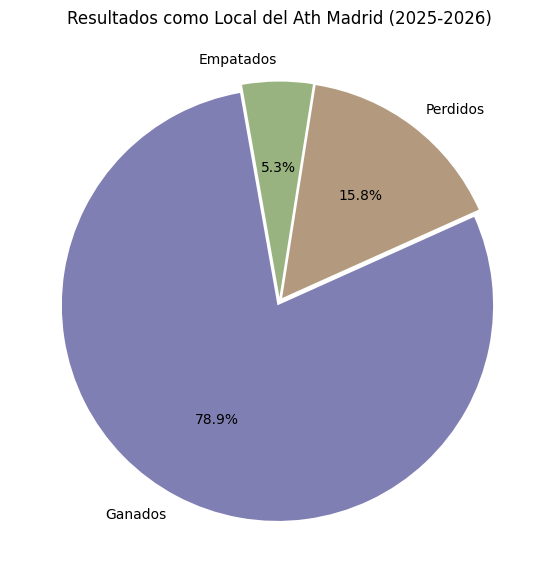 Resultados como Local del Ath Madrid (2025-2026)
Empatados
Perdidos
5.3%
15.8%
78.9%
Ganados